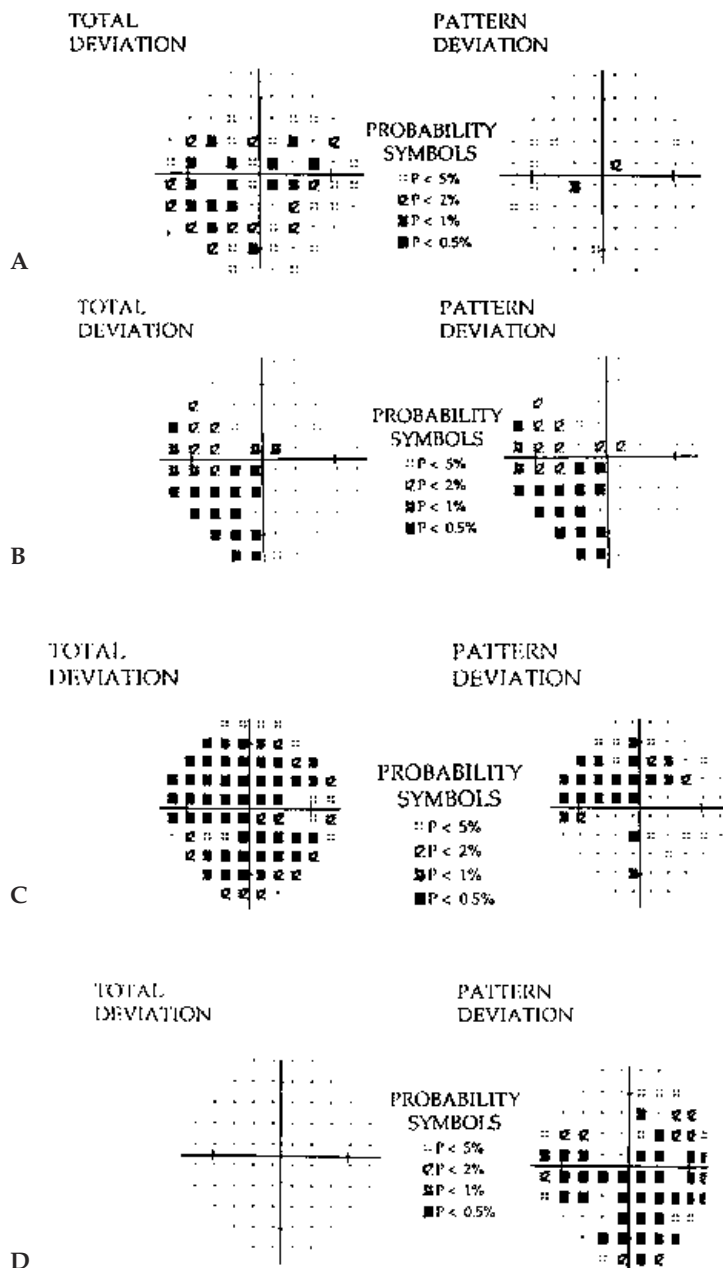 TOTAL
DEVIATION
PATTERN
DEVIATION
PROBABILITY
SYMBOLS
P < 5%
P < 2%
P < 1%
P < 0.5%
A
TOTAL
DEVIATION
PATTERN
DEVIATION
PROBABILITY
SYMBOLS
P < 5%
P < 2%
P < 1%
P < 0.5%
B
TOTAL
DEVIATION
PATTERN
DEVIATION
PROBABILITY
SYMBOLS
P < 5%
P < 2%
P < 1%
P < 0.5%
C
TOTAL
DEVIATION
PATTERN
DEVIATION
PROBABILITY
SYMBOLS
P < 5%
P < 2%
P < 1%
P < 0.5%
D